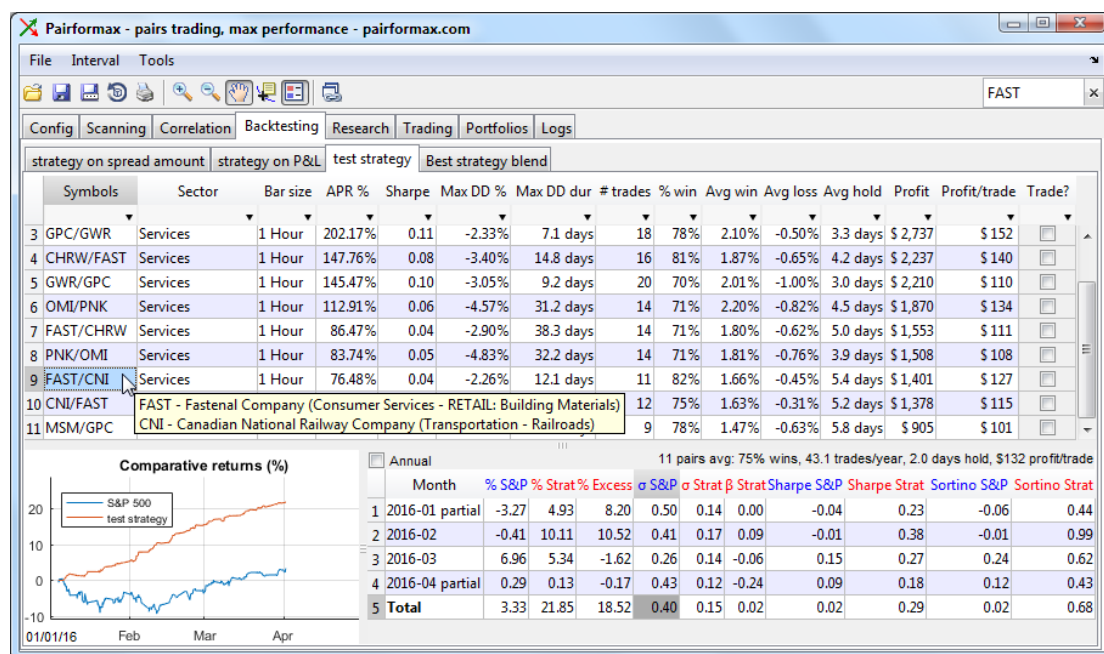 Pairformax - pairs trading, max performance - pairformax.com
File Interval Tools
FAST
Config Scanning Correlation Backtesting Research Trading Portfolios Logs
strategy on spread amount strategy on P&L test strategy Best strategy blend
Symbols Sector Bar size APR % Sharpe Max DD % Max DD dur # trades % win Avg win Avg loss Avg hold Profit Profit/trade Trade?
3 GPC/GWR Services 1 Hour 202.17% 0.11 -2.33% 7.1 days 18 78% 2.10% -0.50% 3.3 days $ 2,737 $ 152
4 CHRW/FAST Services 1 Hour 147.76% 0.08 -3.40% 14.8 days 16 81% 1.87% -0.65% 4.2 days $ 2,237 $ 140
5 GWR/GPC Services 1 Hour 145.47% 0.10 -3.05% 9.2 days 20 70% 2.01% -1.00% 3.0 days $ 2,210 $ 110
6 OMI/PNK Services 1 Hour 112.91% 0.06 -4.57% 31.2 days 14 71% 2.20% -0.82% 4.5 days $ 1,870 $ 134
7 FAST/CHRW Services 1 Hour 86.47% 0.04 -2.90% 38.3 days 14 71% 1.80% -0.62% 5.0 days $ 1,553 $ 111
8 PNK/OMI Services 1 Hour 83.74% 0.05 -4.83% 32.2 days 14 71% 1.81% -0.76% 3.9 days $ 1,508 $ 108
9 FAST/CNI Services 1 Hour 76.48% 0.04 -2.26% 12.1 days 11 82% 1.66% -0.45% 5.4 days $ 1,401 $ 127
10 CNI/FAST FAST - Fastenal Company (Consumer Services - RETAIL: Building Materials) 12 75% 1.63% -0.31% 5.2 days $ 1,378 $ 115
11 MSM/GPC CNI - Canadian National Railway Company (Transportation - Railroads) 9 78% 1.47% -0.63% 5.8 days $ 905 $ 101
Comparative returns (%)
S&P 500
test strategy
20
10
0
-10
01/01/16 Feb Mar Apr
Annual 11 pairs avg: 75% wins, 43.1 trades/year, 2.0 days hold, $132 profit/trade
Month % S&P % Strat % Excess σ S&P σ Strat β Strat Sharpe S&P Sharpe Strat Sortino S&P Sortino Strat
1 2016-01 partial -3.27 4.93 8.20 0.50 0.14 0.00 -0.04 0.23 -0.06 0.44
2 2016-02 -0.41 10.11 10.52 0.41 0.17 0.09 -0.01 0.38 -0.01 0.99
3 2016-03 6.96 5.34 -1.62 0.26 0.14 -0.06 0.15 0.27 0.24 0.62
4 2016-04 partial 0.29 0.13 -0.17 0.43 0.12 -0.24 0.09 0.18 0.12 0.43
5 Total 3.33 21.85 18.52 0.40 0.15 0.02 0.02 0.29 0.02 0.68